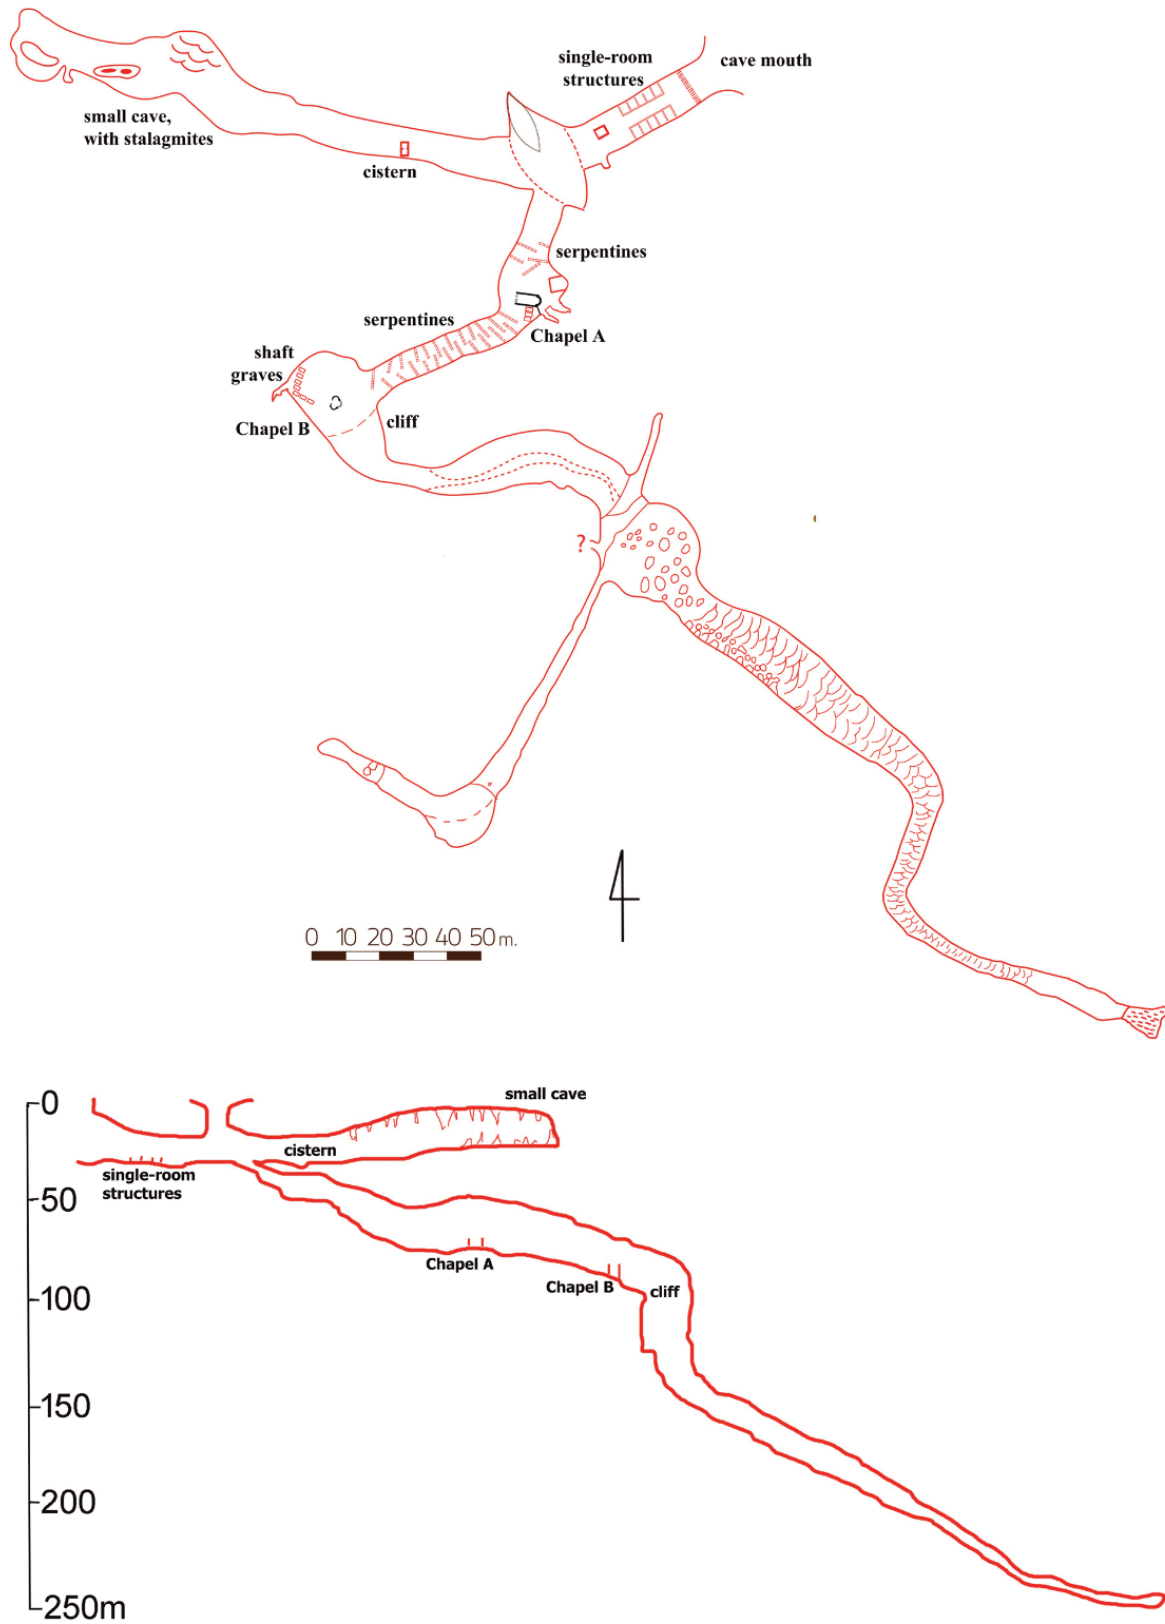 single-room
structures
cave mouth
small cave,
with stalagmites
cistern
serpentines
serpentines
Chapel A
shaft
graves
Chapel B
cliff
?
0 10 20 30 40 50 m.
0
small cave
cistern
single-room
structures
50
Chapel A
Chapel B
cliff
100
150
200
250m